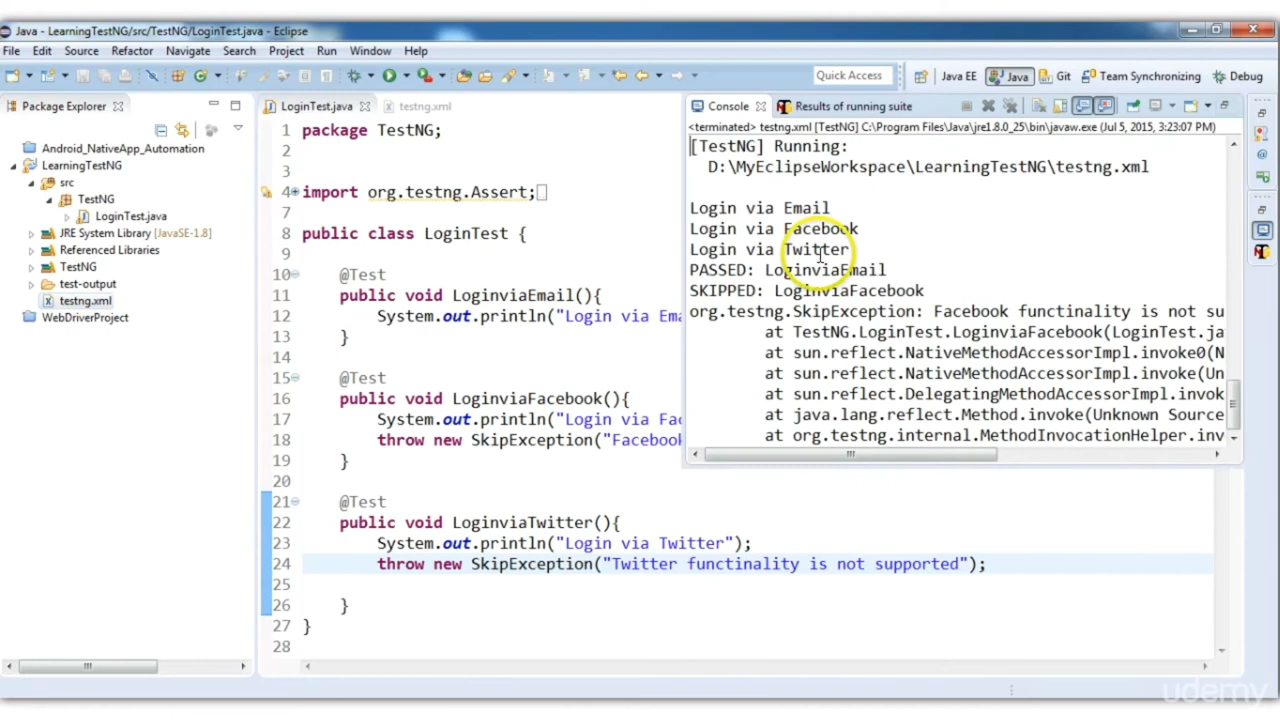 Java - LearningTestNG/src/TestNG/LoginTest.java - Eclipse
File Edit Source Refactor Navigate Search Project Run Window Help
Quick Access Java EE Java Git Team Synchronizing Debug
Package Explorer
Android_NativeApp_Automation
LearningTestNG
src
TestNG
LoginTest.java
JRE System Library [JavaSE-1.8]
Referenced Libraries
TestNG
test-output
testng.xml
WebDriverProject
LoginTest.java testng.xml
1 package TestNG;
2
3
4 import org.testng.Assert;
7
8 public class LoginTest {
9
10 @Test
11 public void LoginviaEmail(){
12 System.out.println("Login via Ema
13 }
14
15 @Test
16 public void LoginviaFacebook(){
17 System.out.println("Login via Fac
18 throw new SkipException("Facebook
19 }
20
21 @Test
22 public void LoginviaTwitter(){
23 System.out.println("Login via Twitter");
24 throw new SkipException("Twitter functinality is not supported");
25
26 }
27 }
28
Console Results of running suite
<terminated> testng.xml [TestNG] C:\Program Files\Java\jre1.8.0_25\bin\javaw.exe (Jul 5, 2015, 3:23:07 PM)
[TestNG] Running:
D:\MyEclipseWorkspace\LearningTestNG\testng.xml
Login via Email
Login via Facebook
Login via Twitter
PASSED: LoginviaEmail
SKIPPED: LoginviaFacebook
org.testng.SkipException: Facebook functinality is not su
at TestNG.LoginTest.LoginviaFacebook(LoginTest.ja
at sun.reflect.NativeMethodAccessorImpl.invoke0(N
at sun.reflect.NativeMethodAccessorImpl.invoke(Un
at sun.reflect.DelegatingMethodAccessorImpl.invok
at java.lang.reflect.Method.invoke(Unknown Source
at org.testng.internal.MethodInvocationHelper.inv
udemy